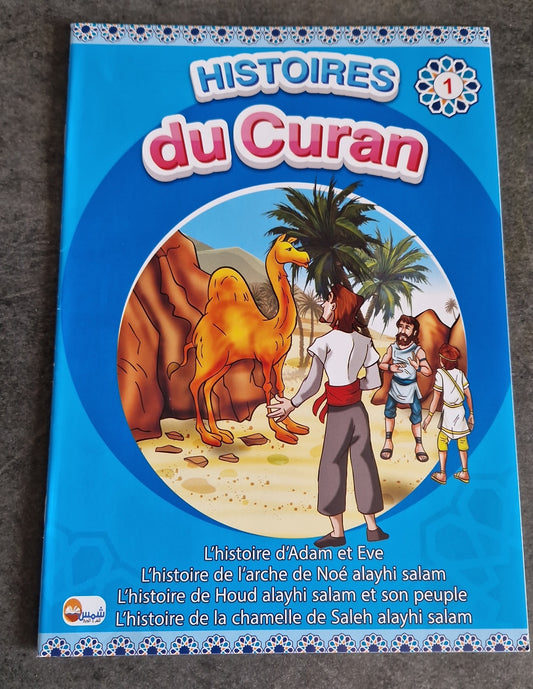 HISTOIRES
1
du Curan
L'histoire d'Adam et Eve
L'histoire de l'arche de Noé alayhi salam
L'histoire de Houd alayhi salam et son peuple
L'histoire de la chamelle de Saleh alayhi salam
شمس